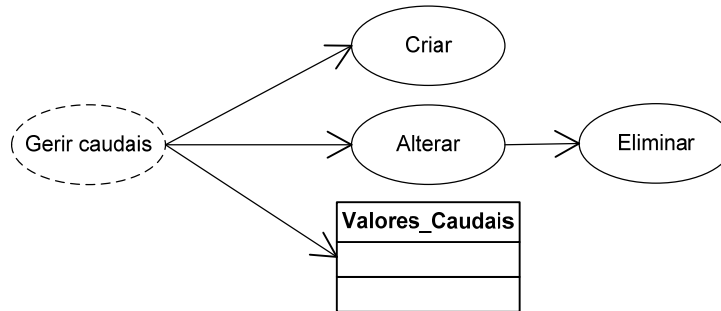 Criar
Gerir caudais
Alterar
Eliminar
Valores_Caudais